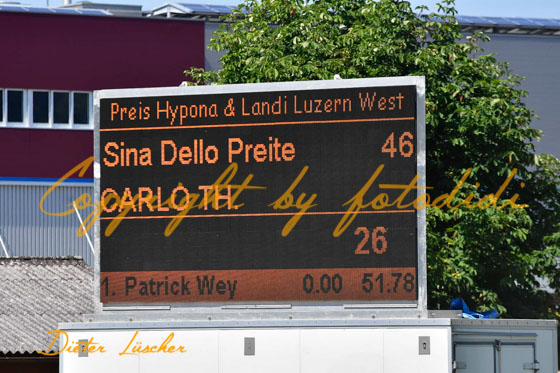 Preis Hypona & Landi Luzern West
Sina Dello Preite 46
CARLO TH.
Copyright by fotodidi
26
1. Patrick Wey 0.00 51.78
Dieter Lüscher